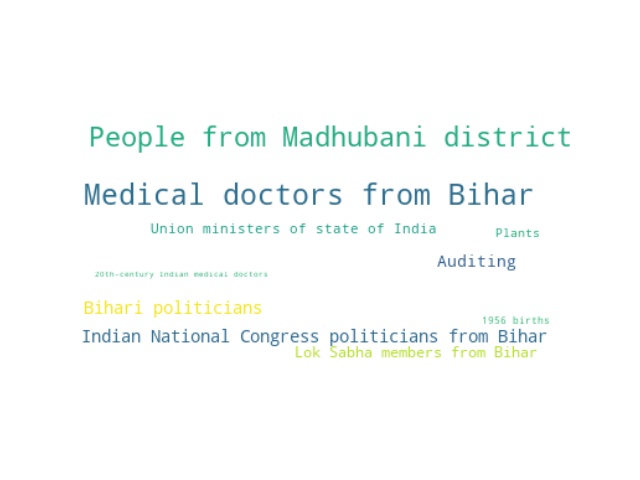 People from Madhubani district
Medical doctors from Bihar
Union ministers of state of India
Plants
Auditing
20th-century Indian medical doctors
Bihari politicians
1956 births
Indian National Congress politicians from Bihar
Lok Sabha members from Bihar